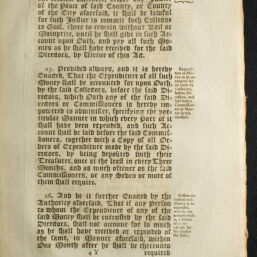 of the Peace of said County, or County
of the City aforesaid, it shall be lawful
for such Justice to commit such Collector
to Gaol, there to remain without Bail or
Mainprize, until he shall give in such Ac-
count upon Oath, and pay all such Mo-
nies as he shall have received for the said
Directors, by Virtue of this Act.
25. Provided always, and it is hereby
Enacted, That the Expenditure of all such
Money shall be accounted for upon Oath
by the said Collectors, before the said Di-
rectors, which Oath any of the said Di-
rectors or Commissioners is hereby im-
powered to administer, specifying the par-
ticular Manner in which every part of it
shall have been expended, and such Ac-
count shall be laid before the said Commis-
sioners, together with a Copy of all Or-
ders of Expenditure made by the said Di-
rectors, by being deposited with their
Treasurer, once at the least in every Three
Months, and as much oftener as the said
Commissioners, or any Seven or more of
them shall require.
26. And be it further Enacted by the
Authority aforesaid, That if any Person
to whom the Expenditure of any of the
said Money shall be entrusted by the said
Directors, shall not account for so much
as he shall have received or expended of
the same, in Manner aforesaid, within
One Month after he shall be thereunto
required